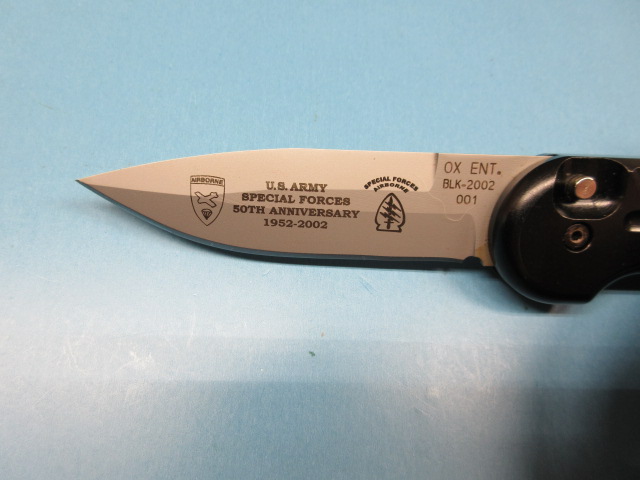 AIRBORNE
U.S. ARMY
SPECIAL FORCES
50TH ANNIVERSARY
1952-2002
SPECIAL FORCES
AIRBORNE
OX ENT.
BLK-2002
001